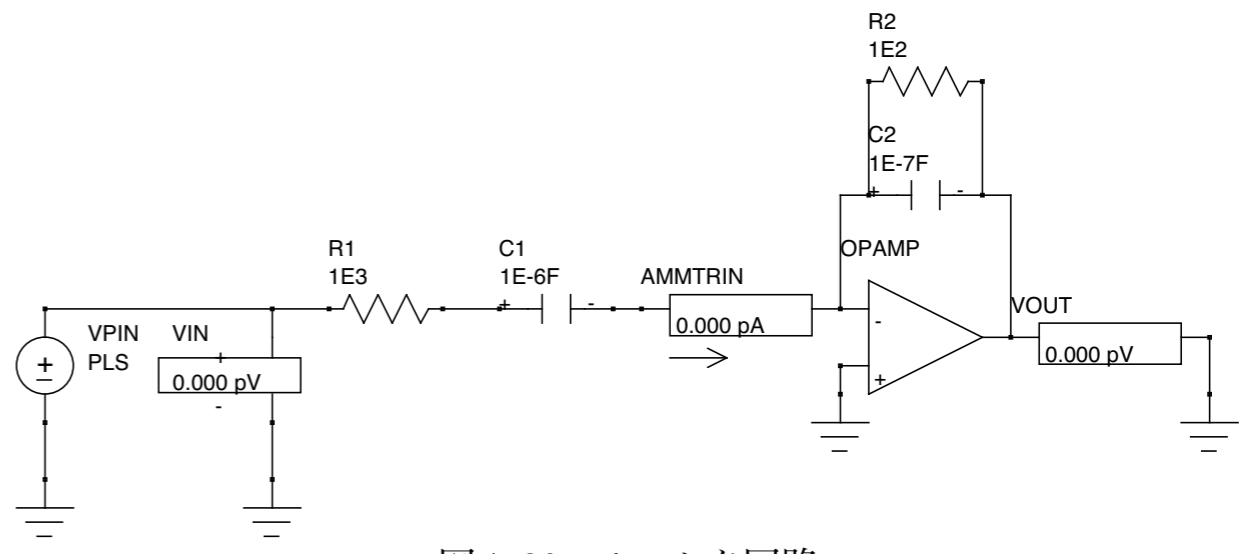 R2
1E2
C2
1E-7F
+ -
R1
1E3
C1
1E-6F
+ -
AMMTRIN
0.000 pA
OPAMP
-
+
VOUT
0.000 pV
VPIN
PLS
+
-
VIN
+
0.000 pV
-